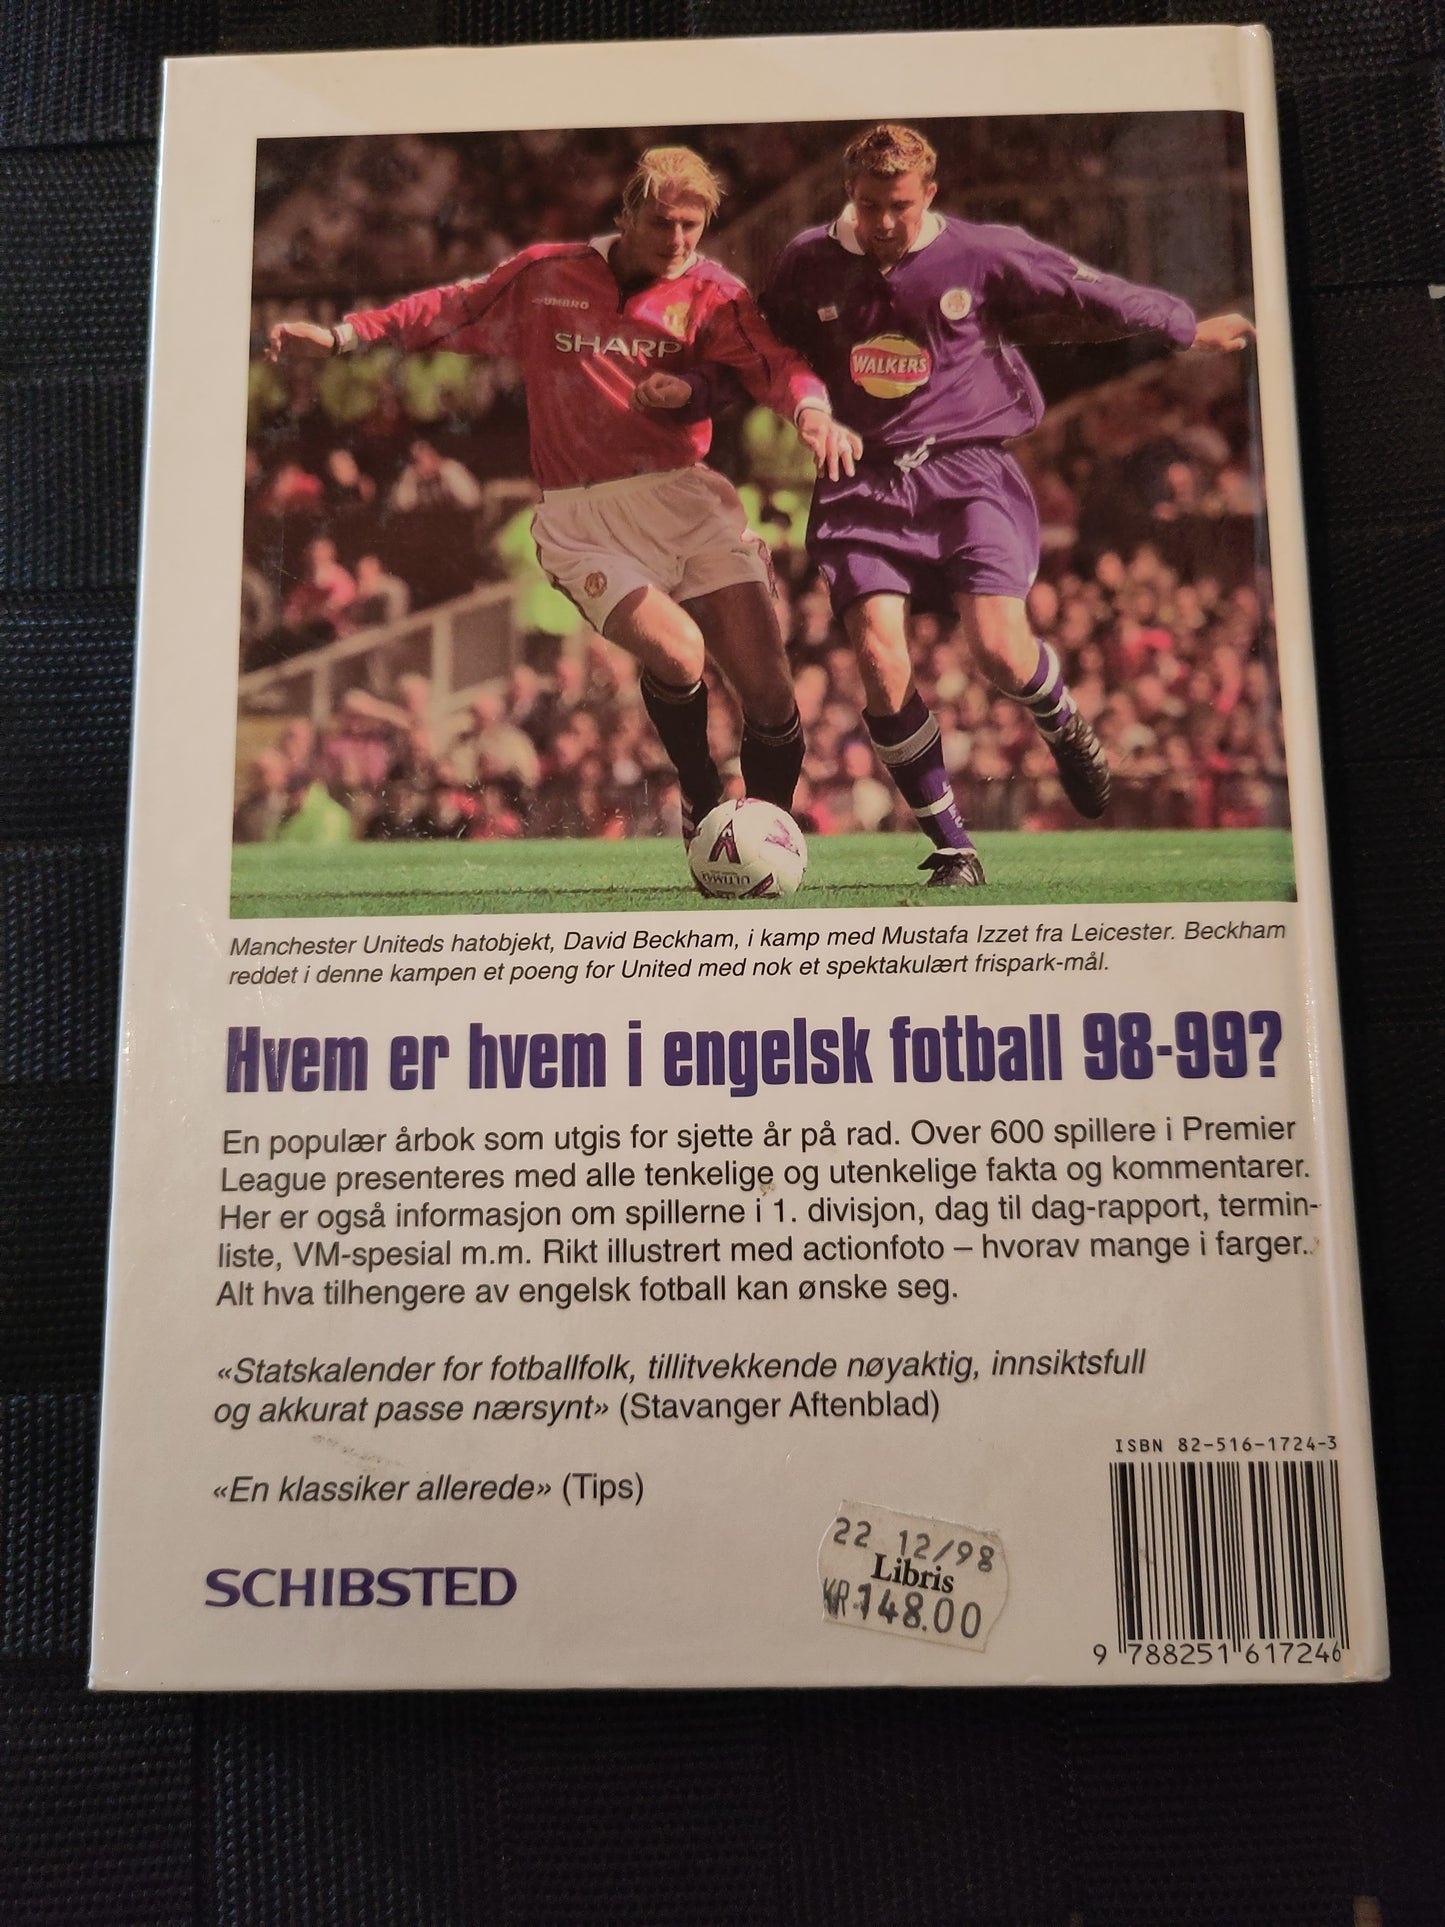 UMBRO
SHARP
WALKERS
ULTIMAX
Manchester Uniteds hatobjekt, David Beckham, i kamp med Mustafa Izzet fra Leicester. Beckham
reddet i denne kampen et poeng for United med nok et spektakulært frispark-mål.
Hvem er hvem i engelsk fotball 98-99?
En populær årbok som utgis for sjette år på rad. Over 600 spillere i Premier
League presenteres med alle tenkelige og utenkelige fakta og kommentarer.
Her er også informasjon om spillerne i 1. divisjon, dag til dag-rapport, termin-
liste, VM-spesial m.m. Rikt illustrert med actionfoto – hvorav mange i farger.
Alt hva tilhengere av engelsk fotball kan ønske seg.
«Statskalender for fotballfolk, tillitvekkende nøyaktig, innsiktsfull
og akkurat passe nærsynt» (Stavanger Aftenblad)
«En klassiker allerede» (Tips)
SCHIBSTED
22 12/98
Libris
KR 148.00
ISBN 82-516-1724-3
9 788251 617246